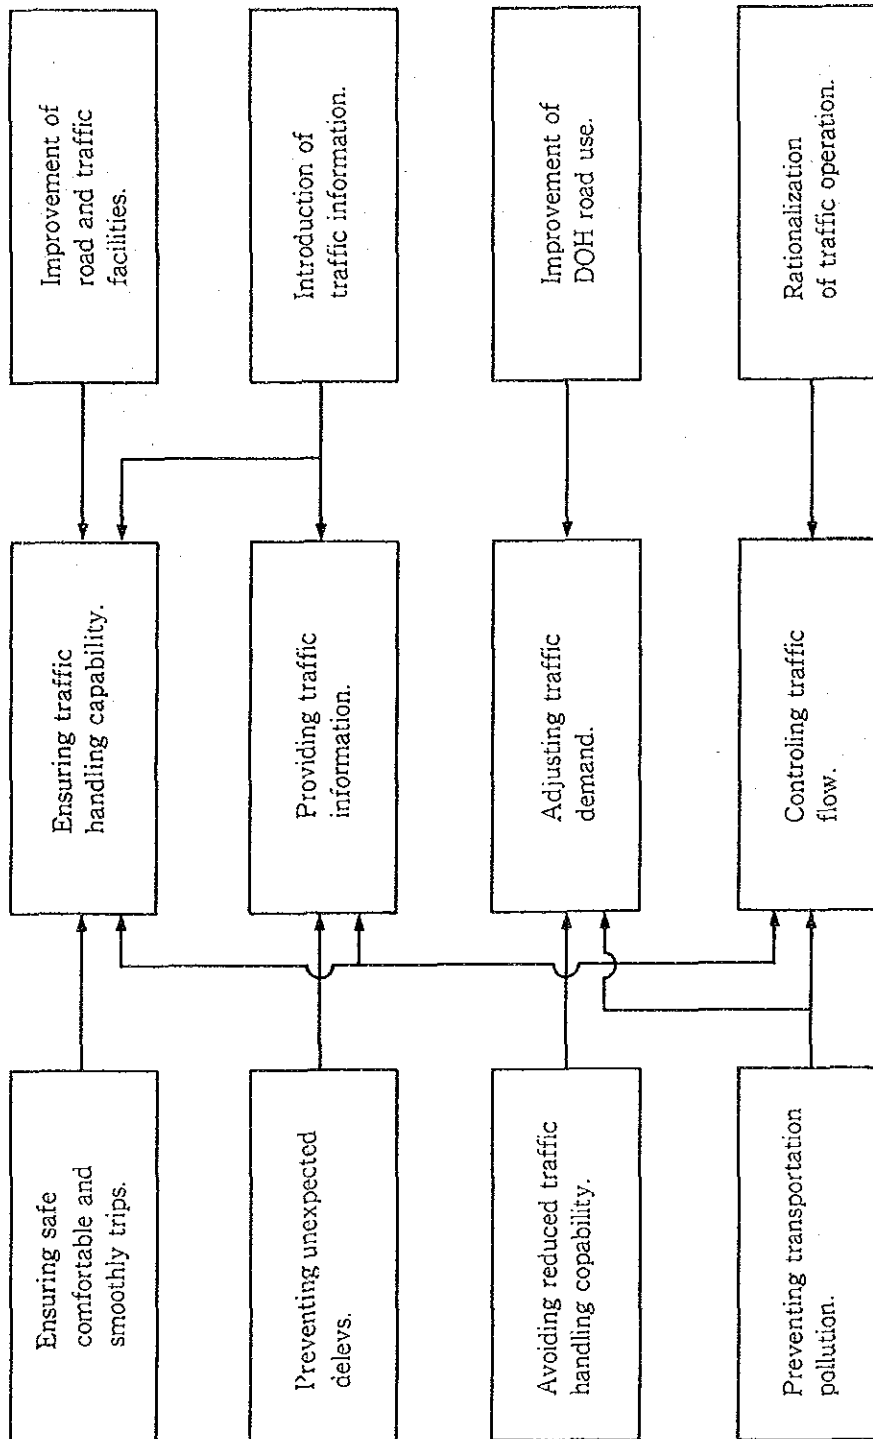 Ensuring safe
comfortable and
smoothly trips.
Preventing unexpected
delevs.
Avoiding reduced traffic
handling copability.
Preventing transportation
pollution.
Ensuring traffic
handling capability.
Providing traffic
information.
Adjusting traffic
demand.
Controling traffic
flow.
Improvement of
road and traffic
facilities.
Introduction of
traffic information.
Improvement of
DOH road use.
Rationalization
of traffic operation.